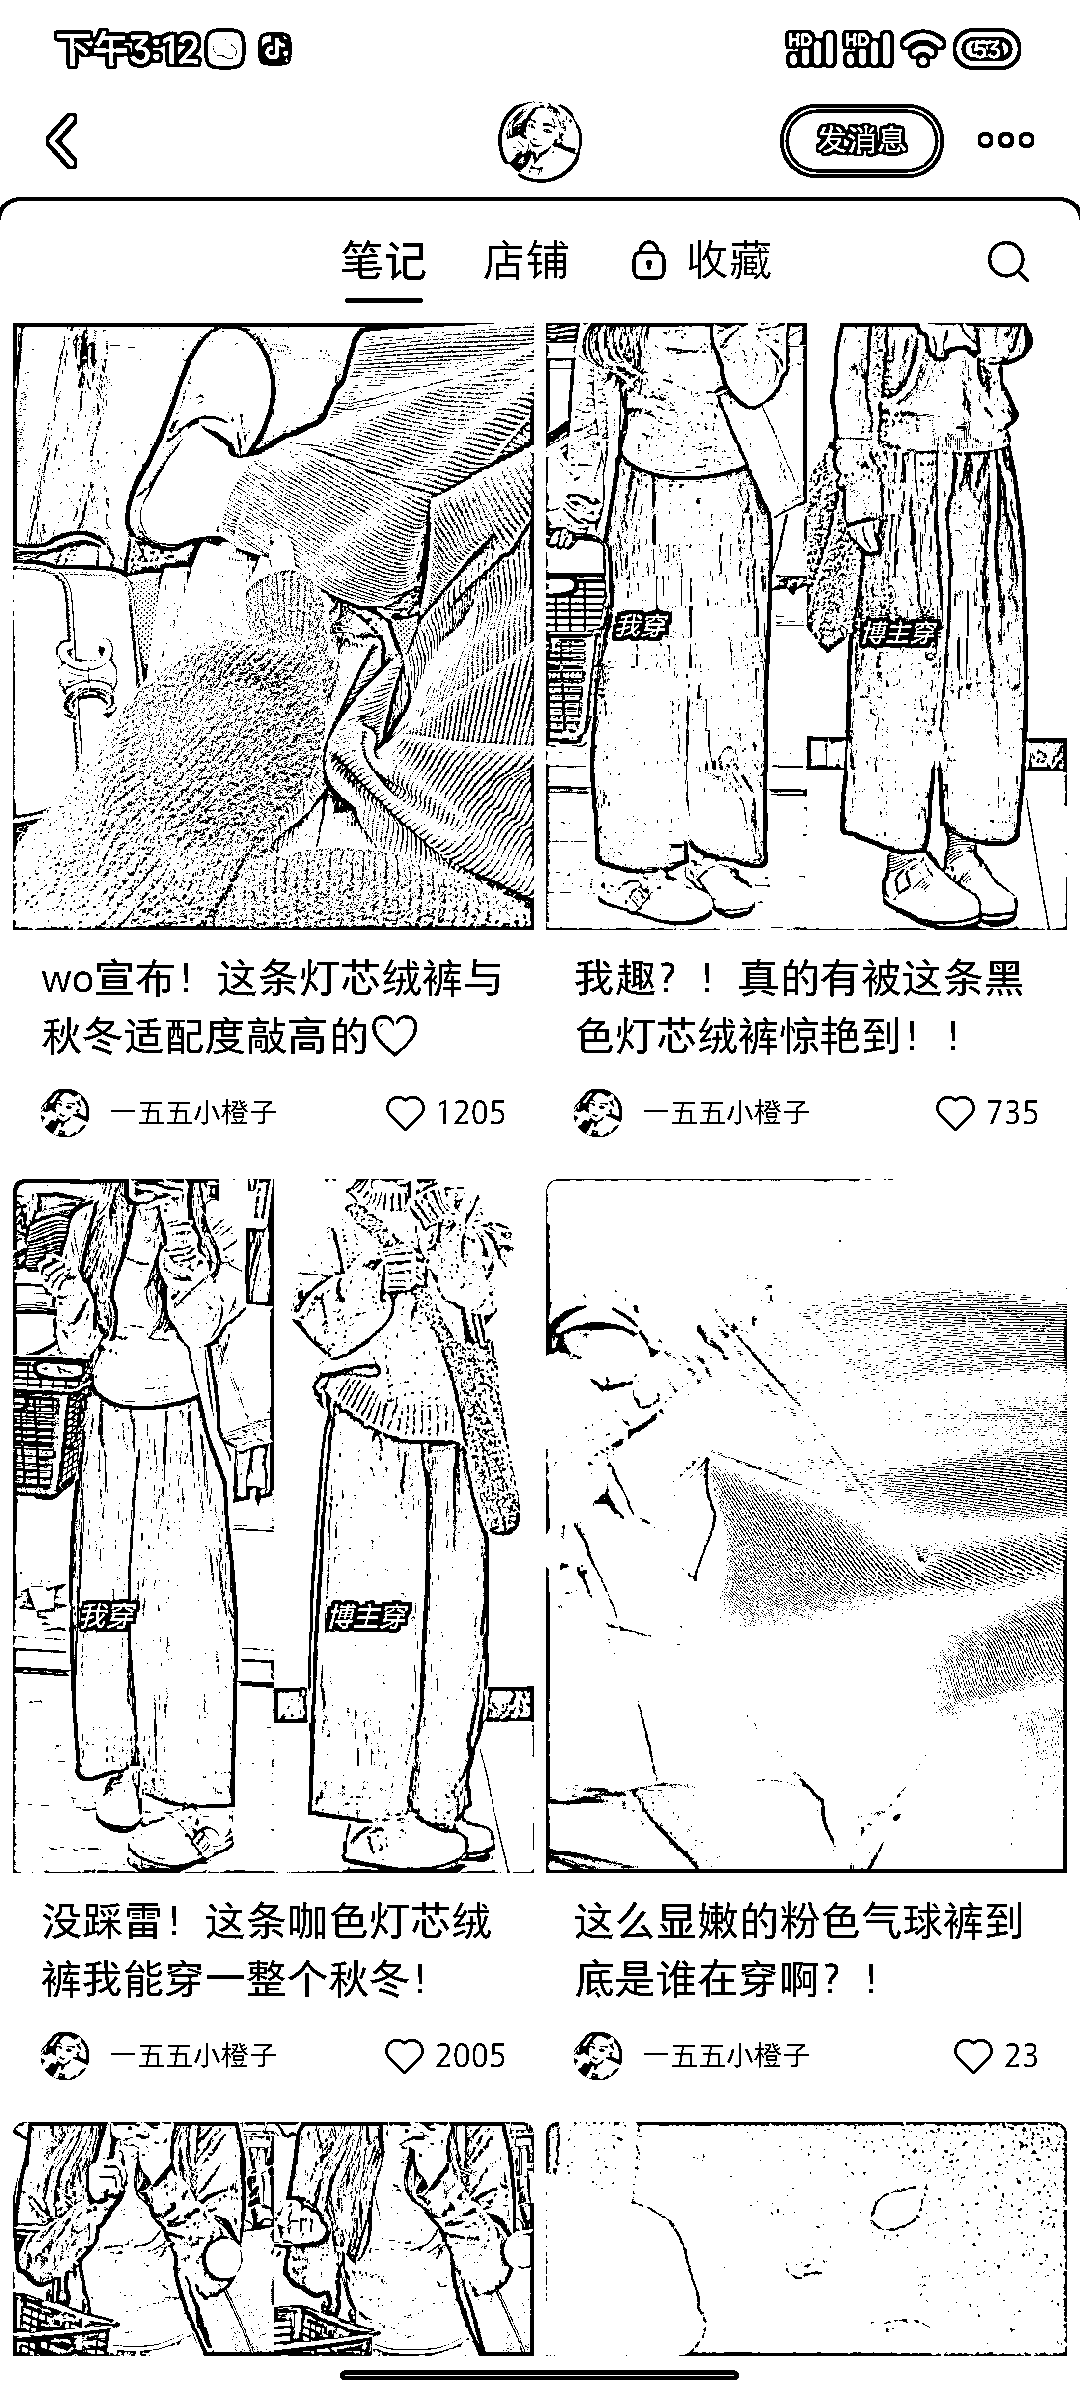 下午3:12
HD HD 53
发消息
笔记 店铺 收藏
我穿 博主穿
wo宣布！这条灯芯绒裤与
秋冬适配度敲高的♡
一五五小橙子 1205
我趣？！真的有被这条黑
色灯芯绒裤惊艳到！！
一五五小橙子 735
我穿 博主穿
没踩雷！这条咖色灯芯绒
裤我能穿一整个秋冬！
一五五小橙子 2005
这么显嫩的粉色气球裤到
底是谁在穿啊？！
一五五小橙子 23